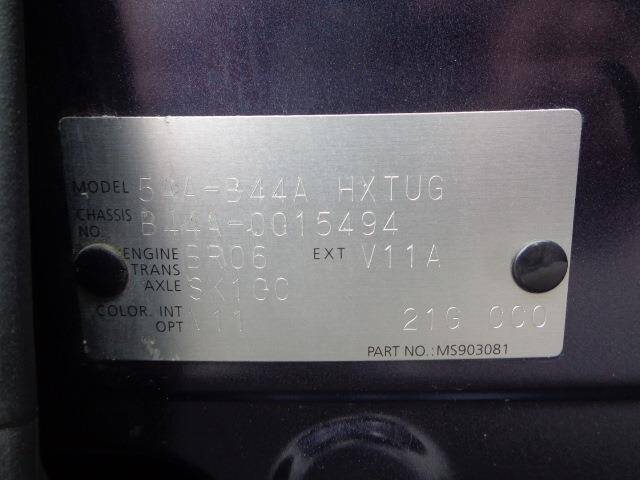 MODEL 5AA-B44A HXTUG
CHASSIS NO. B44A-0015494
ENGINE BR06 EXT V11A
TRANS
AXLE SK100
COLOR. INT V11
OPT 21G 000
PART NO.: MS903081